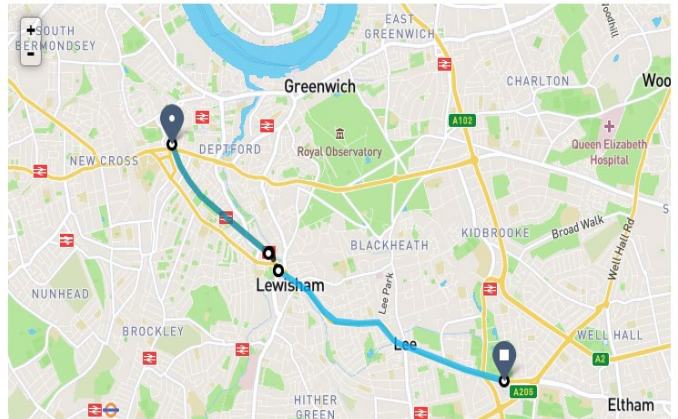 EAST
GREENWICH
Woodhill
SOUTH
BERMONDSEY
+
-
Greenwich
CHARLTON
Woo
A102
DEPTFORD
NEW CROSS
Royal Observatory
Queen Elizabeth
Hospital
S
Broad Walk
KIDBROOKE
BLACKHEATH
Well Hall Rd
Lewisham
Lee Park
NUNHEAD
BROCKLEY
Lee
WELL HALL
A2
A205
Eltham
HITHER
GREEN